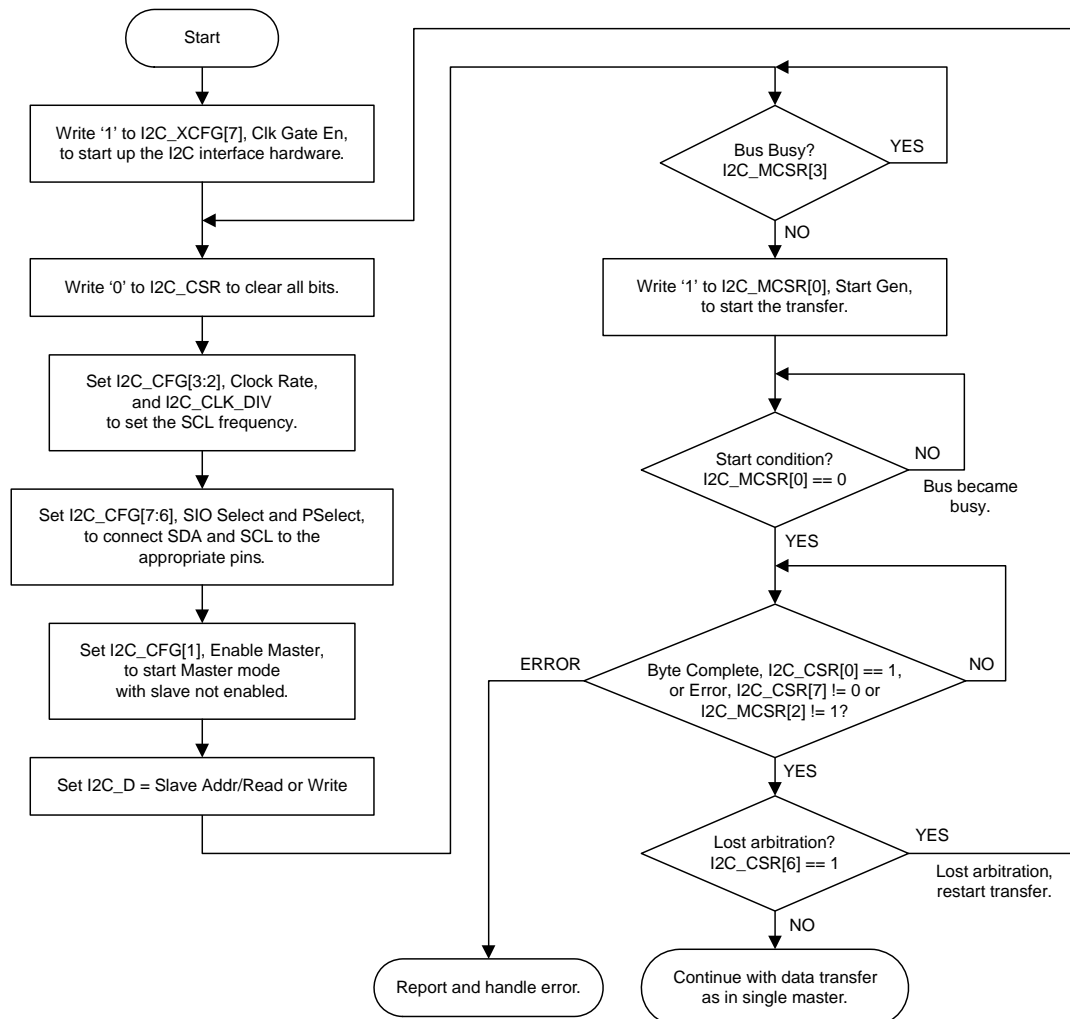 Start
Write ‘1’ to I2C_XCFG[7], Clk Gate En,
to start up the I2C interface hardware.
Write ‘0’ to I2C_CSR to clear all bits.
Set I2C_CFG[3:2], Clock Rate,
and I2C_CLK_DIV
to set the SCL frequency.
Set I2C_CFG[7:6], SIO Select and PSelect,
to connect SDA and SCL to the
appropriate pins.
Set I2C_CFG[1], Enable Master,
to start Master mode
with slave not enabled.
Set I2C_D = Slave Addr/Read or Write
Bus Busy?
I2C_MCSR[3]
YES
NO
Write ‘1’ to I2C_MCSR[0], Start Gen,
to start the transfer.
Start condition?
I2C_MCSR[0] == 0
NO
Bus became
busy.
YES
ERROR
Byte Complete, I2C_CSR[0] == 1,
or Error, I2C_CSR[7] != 0 or
I2C_MCSR[2] != 1?
NO
YES
Lost arbitration?
I2C_CSR[6] == 1
YES
Lost arbitration,
restart transfer.
NO
Report and handle error.
Continue with data transfer
as in single master.